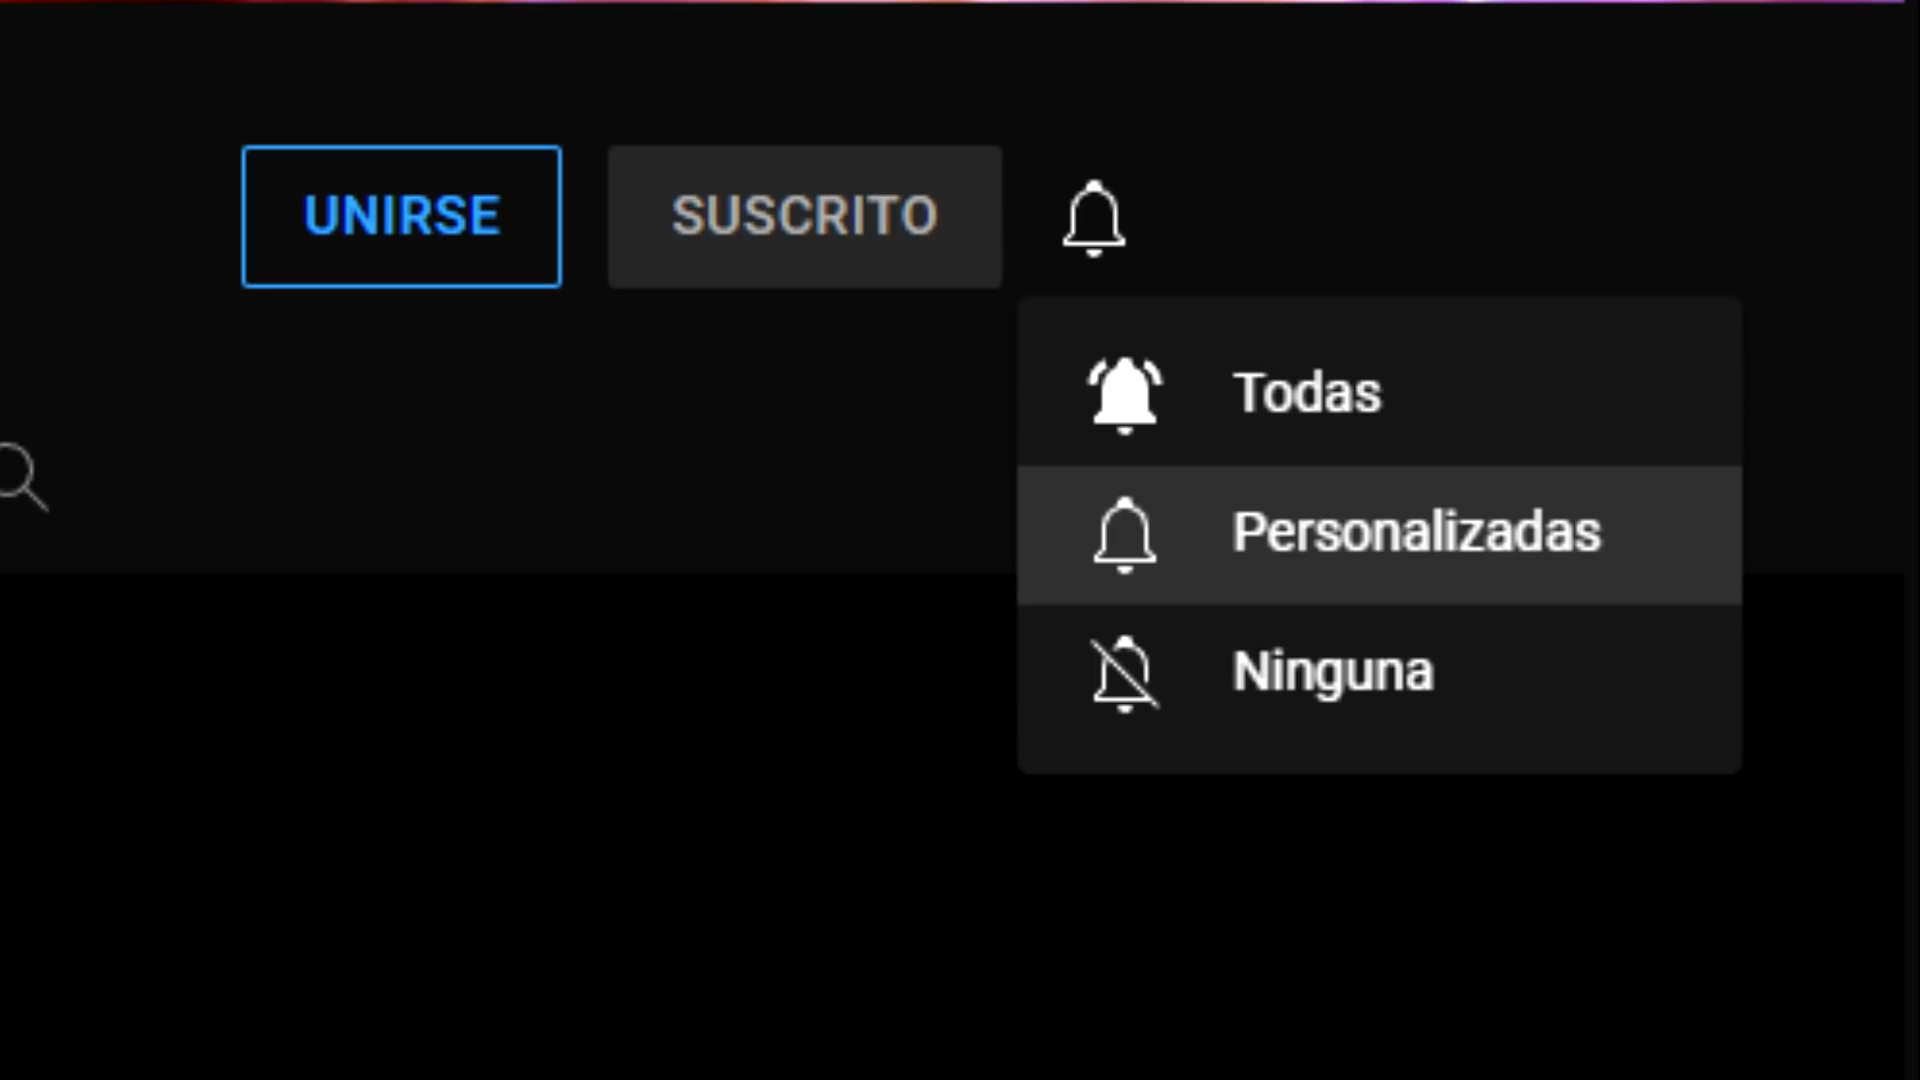 UNIRSE
SUSCRITO
Todas
Personalizadas
Ninguna